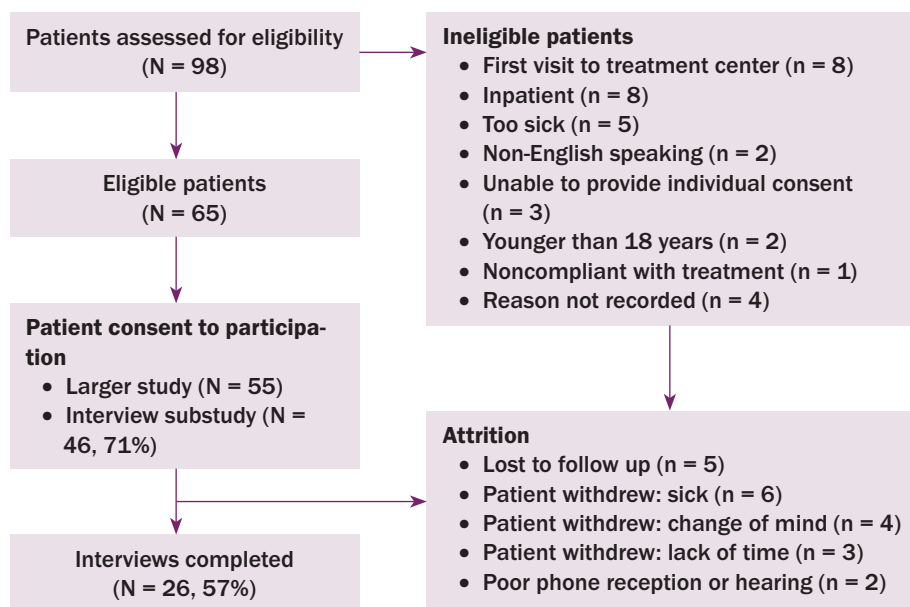 Patients assessed for eligibility
(N = 98)
Ineligible patients
• First visit to treatment center (n = 8)
• Inpatient (n = 8)
• Too sick (n = 5)
• Non-English speaking (n = 2)
• Unable to provide individual consent
(n = 3)
• Younger than 18 years (n = 2)
• Noncompliant with treatment (n = 1)
• Reason not recorded (n = 4)
Eligible patients
(N = 65)
Patient consent to participa-
tion
• Larger study (N = 55)
• Interview substudy (N =
46, 71%)
Attrition
• Lost to follow up (n = 5)
• Patient withdrew: sick (n = 6)
• Patient withdrew: change of mind (n = 4)
• Patient withdrew: lack of time (n = 3)
• Poor phone reception or hearing (n = 2)
Interviews completed
(N = 26, 57%)